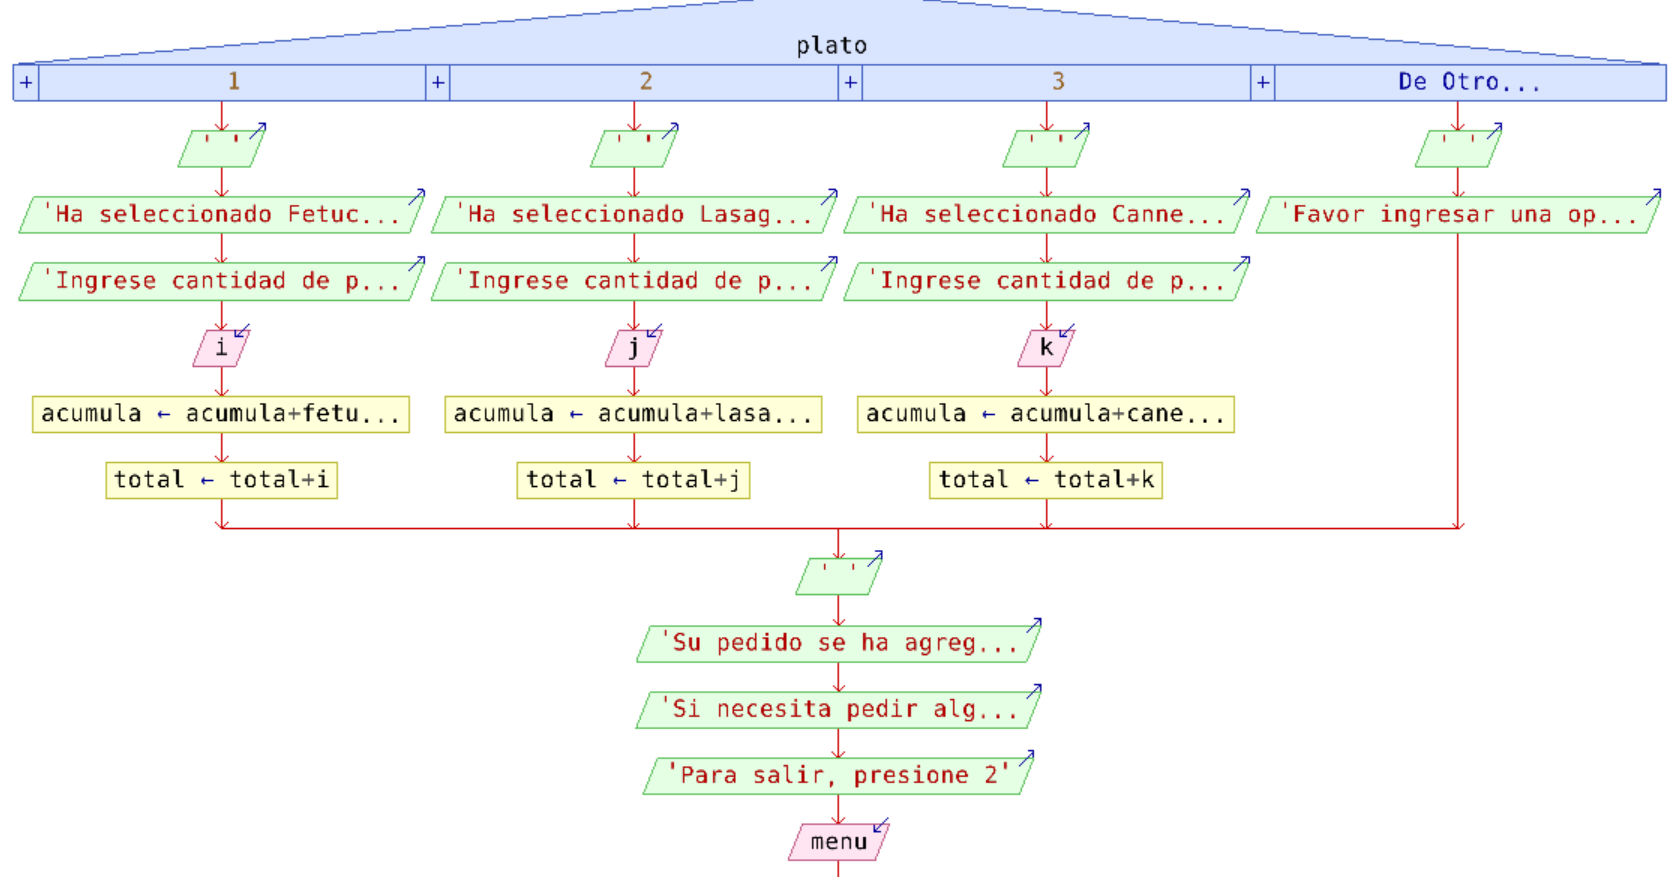 plato
+ 1 + 2 + 3 + De Otro...
' ' ' ' ' ' ' '
'Ha seleccionado Fetuc... 'Ha seleccionado Lasag... 'Ha seleccionado Canne... 'Favor ingresar una op...
'Ingrese cantidad de p... 'Ingrese cantidad de p... 'Ingrese cantidad de p...
i j k
acumula ← acumula+fetu... acumula ← acumula+lasa... acumula ← acumula+cane...
total ← total+i total ← total+j total ← total+k
' '
'Su pedido se ha agreg...
'Si necesita pedir alg...
'Para salir, presione 2'
menu